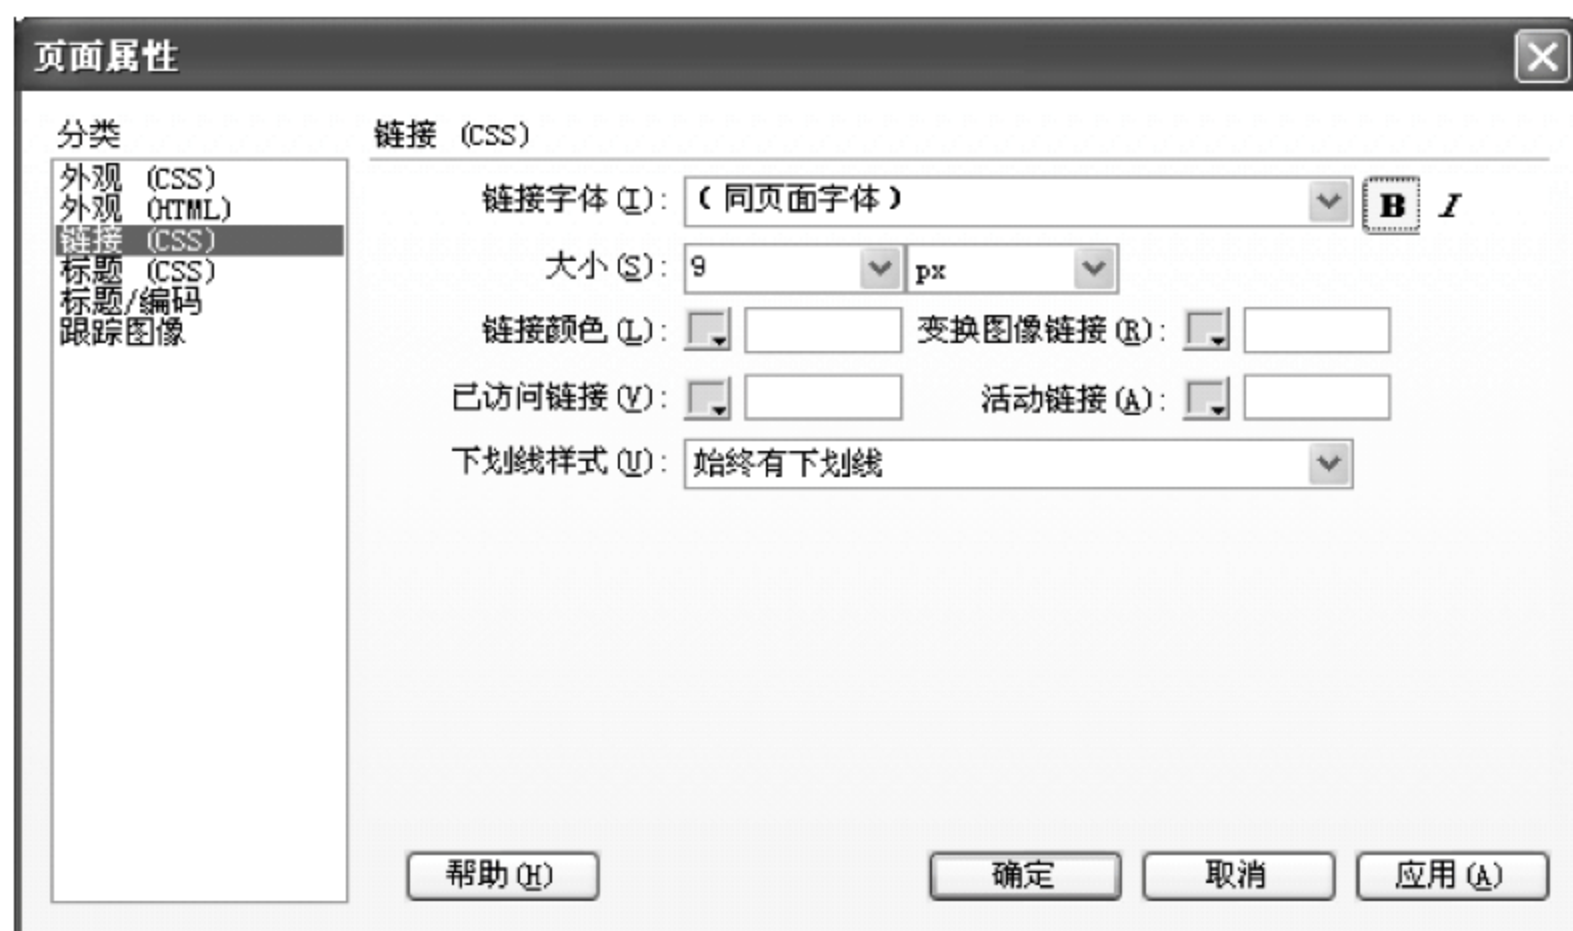 页面属性
分类
外观 (CSS)
外观 (HTML)
链接 (CSS)
标题 (CSS)
标题/编码
跟踪图像
链接 (CSS)
链接字体(I): (同页面字体) B I
大小(S): 9 px
链接颜色(L): 变换图像链接(R):
已访问链接(V): 活动链接(A):
下划线样式(U): 始终有下划线
帮助(H) 确定 取消 应用(A)